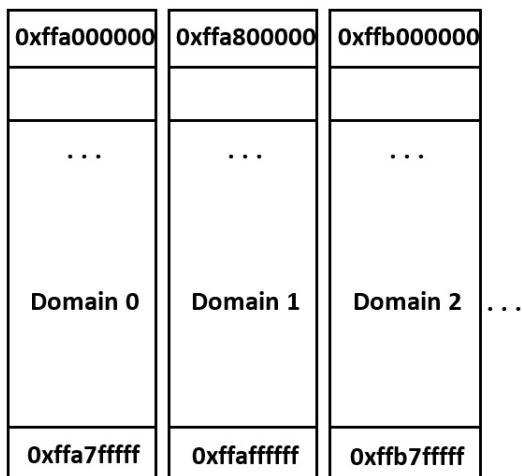 0xffa000000 0xffa800000 0xffb000000
. . . . . . . . .
Domain 0 Domain 1 Domain 2 . . .
0xffa7fffff 0xffaffffff 0xffb7fffff